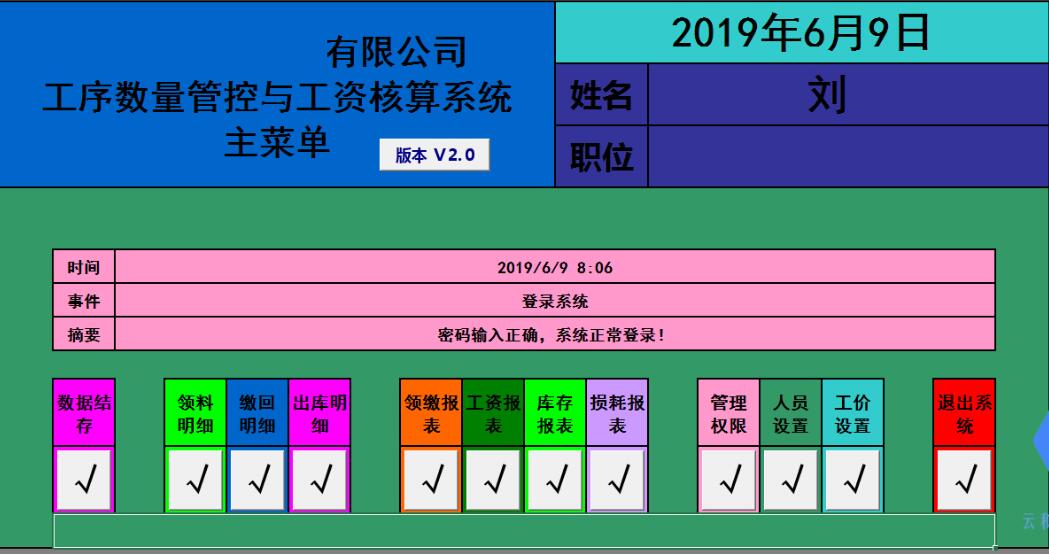 有限公司
工序数量管控与工资核算系统
主菜单
版本 V2.0
2019年6月9日
姓名 刘
职位
时间 2019/6/9 8:06
事件 登录系统
摘要 密码输入正确，系统正常登录！
数据结
存
领料
明细
缴回
明细
出库明
细
领缴报
表
工资报
表
库存
报表
损耗报
表
管理
权限
人员
设置
工价
设置
退出系
统
√ √ √ √ √ √ √ √ √ √ √ √
云